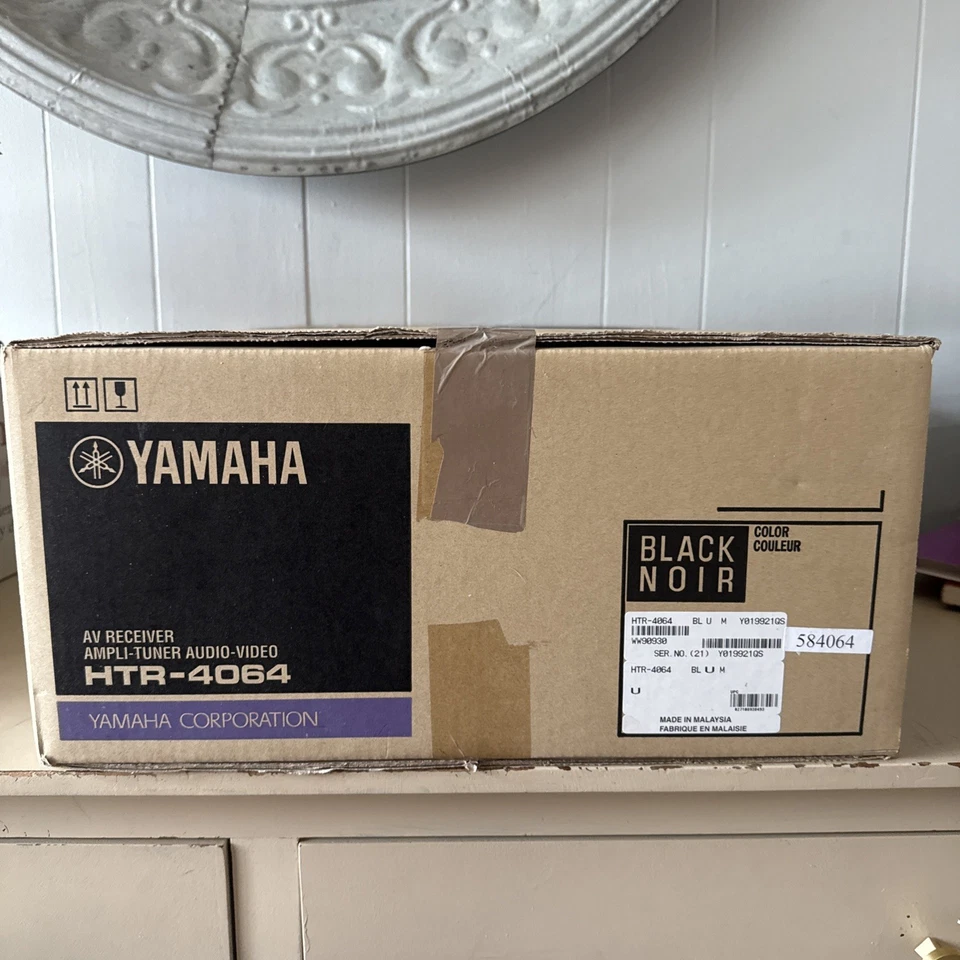 YAMAHA
AV RECEIVER
AMPLI-TUNER AUDIO-VIDEO
HTR-4064
YAMAHA CORPORATION
BLACK
NOIR
COLOR
COULEUR
HTR-4064 BL U M Y019921QS
WW90930
SER.NO.(21) Y019921QS
HTR-4064 BL U M
U
UPC
MADE IN MALAYSIA
FABRIQUE EN MALAISIE
584064